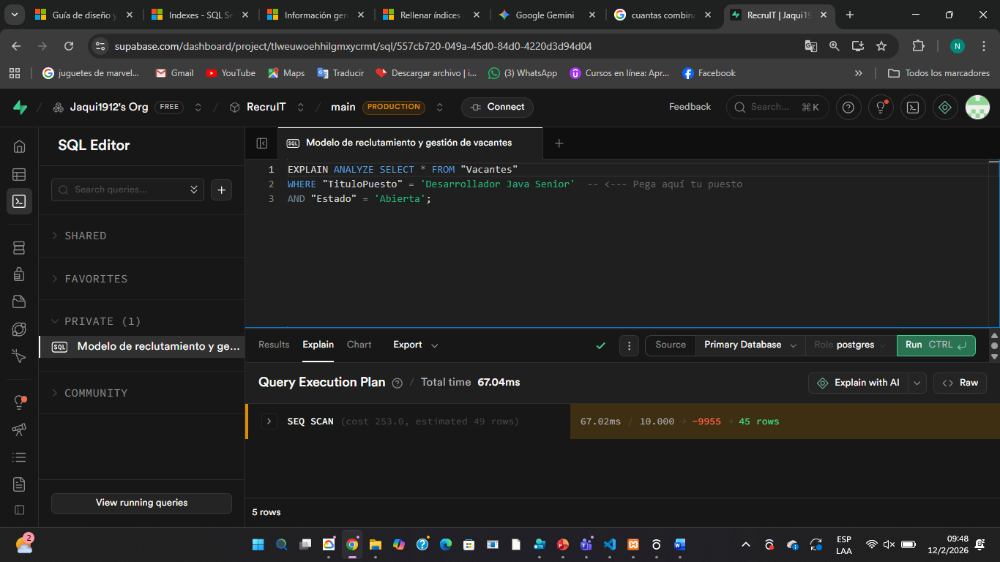 Guía de diseño y
Indexes - SQL Se
Información gen
Rellenar índices
Google Gemini
cuantas combina
RecruIT | Jaqui19
supabase.com/dashboard/project/tlweuwoehhilgmxycrmt/sql/557cb720-049a-45d0-84d0-4220d3d94d04
N
juguetes de marvel...
Gmail
YouTube
Maps
Traducir
Descargar archivo | i...
(3) WhatsApp
Cursos en línea: Apr...
Facebook
Todos los marcadores
Jaqui1912's Org
FREE
RecruIT
main
PRODUCTION
Connect
Feedback
Search...
⌘K
SQL Editor
SQL
Modelo de reclutamiento y gestión de vacantes
Search queries...
SHARED
FAVORITES
PRIVATE (1)
SQL
Modelo de reclutamiento y ge...
COMMUNITY
View running queries
1 EXPLAIN ANALYZE SELECT * FROM "Vacantes"
2 WHERE "TituloPuesto" = 'Desarrollador Java Senior' -- <--- Pega aquí tu puesto
3 AND "Estado" = 'Abierta';
Results
Explain
Chart
Export
Source
Primary Database
Role postgres
Run CTRL
Query Execution Plan / Total time 67.04ms
Explain with AI
Raw
SEQ SCAN (cost 253.0, estimated 49 rows)
67.02ms / 10.000 → -9955 → 45 rows
5 rows
2
ESP
LAA
09:48
12/2/2026